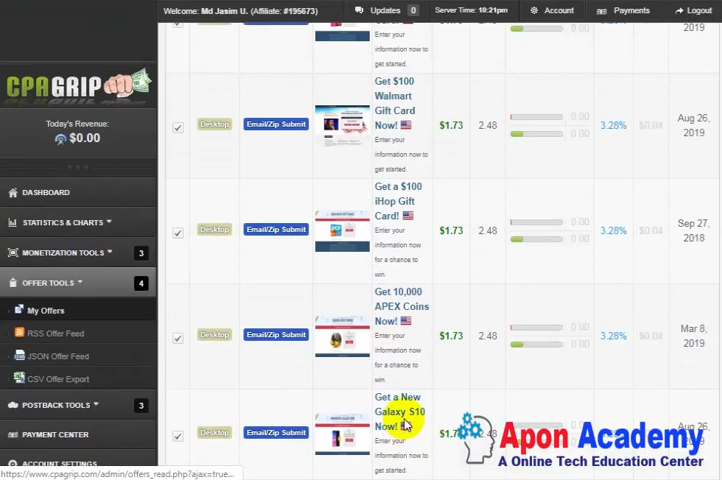 Welcome: Md Jasim U. (Affiliate: #195673)
Updates 0
Server Time: 10:21pm
Account
Payments
Logout
CPAGRIP
Today's Revenue:
$0.00
DASHBOARD
STATISTICS & CHARTS
MONETIZATION TOOLS 3
OFFER TOOLS 4
My Offers
RSS Offer Feed
JSON Offer Feed
CSV Offer Export
POSTBACK TOOLS 3
PAYMENT CENTER
ACCOUNT SETTINGS
https://www.cpagrip.com/admin/offers_read.php?ajax=true...
Enter your
information now to
get started.
2019
Desktop
Email/Zip Submit
Get $100
Walmart
Gift Card
Now!
Enter your
information now to
get started.
$1.73
2.48
0.00
0.00
3.28%
$0.04
Aug 26,
2019
Desktop
Email/Zip Submit
Get a $100
iHop Gift
Card!
Enter your
information now
for a chance to
win.
$1.73
2.48
0.00
0.00
3.28%
Sep 27,
2018
Desktop
Email/Zip Submit
Get 10,000
APEX Coins
Now!
Enter your
information now
for a chance to
win.
$1.73
2.48
0.00
0.00
3.28%
$0.04
Mar 8,
2019
Desktop
Email/Zip Submit
Get a New
Galaxy S10
Now!
Enter your
information now to
get started.
Aug 26,
Apon Academy
A Online Tech Education Center